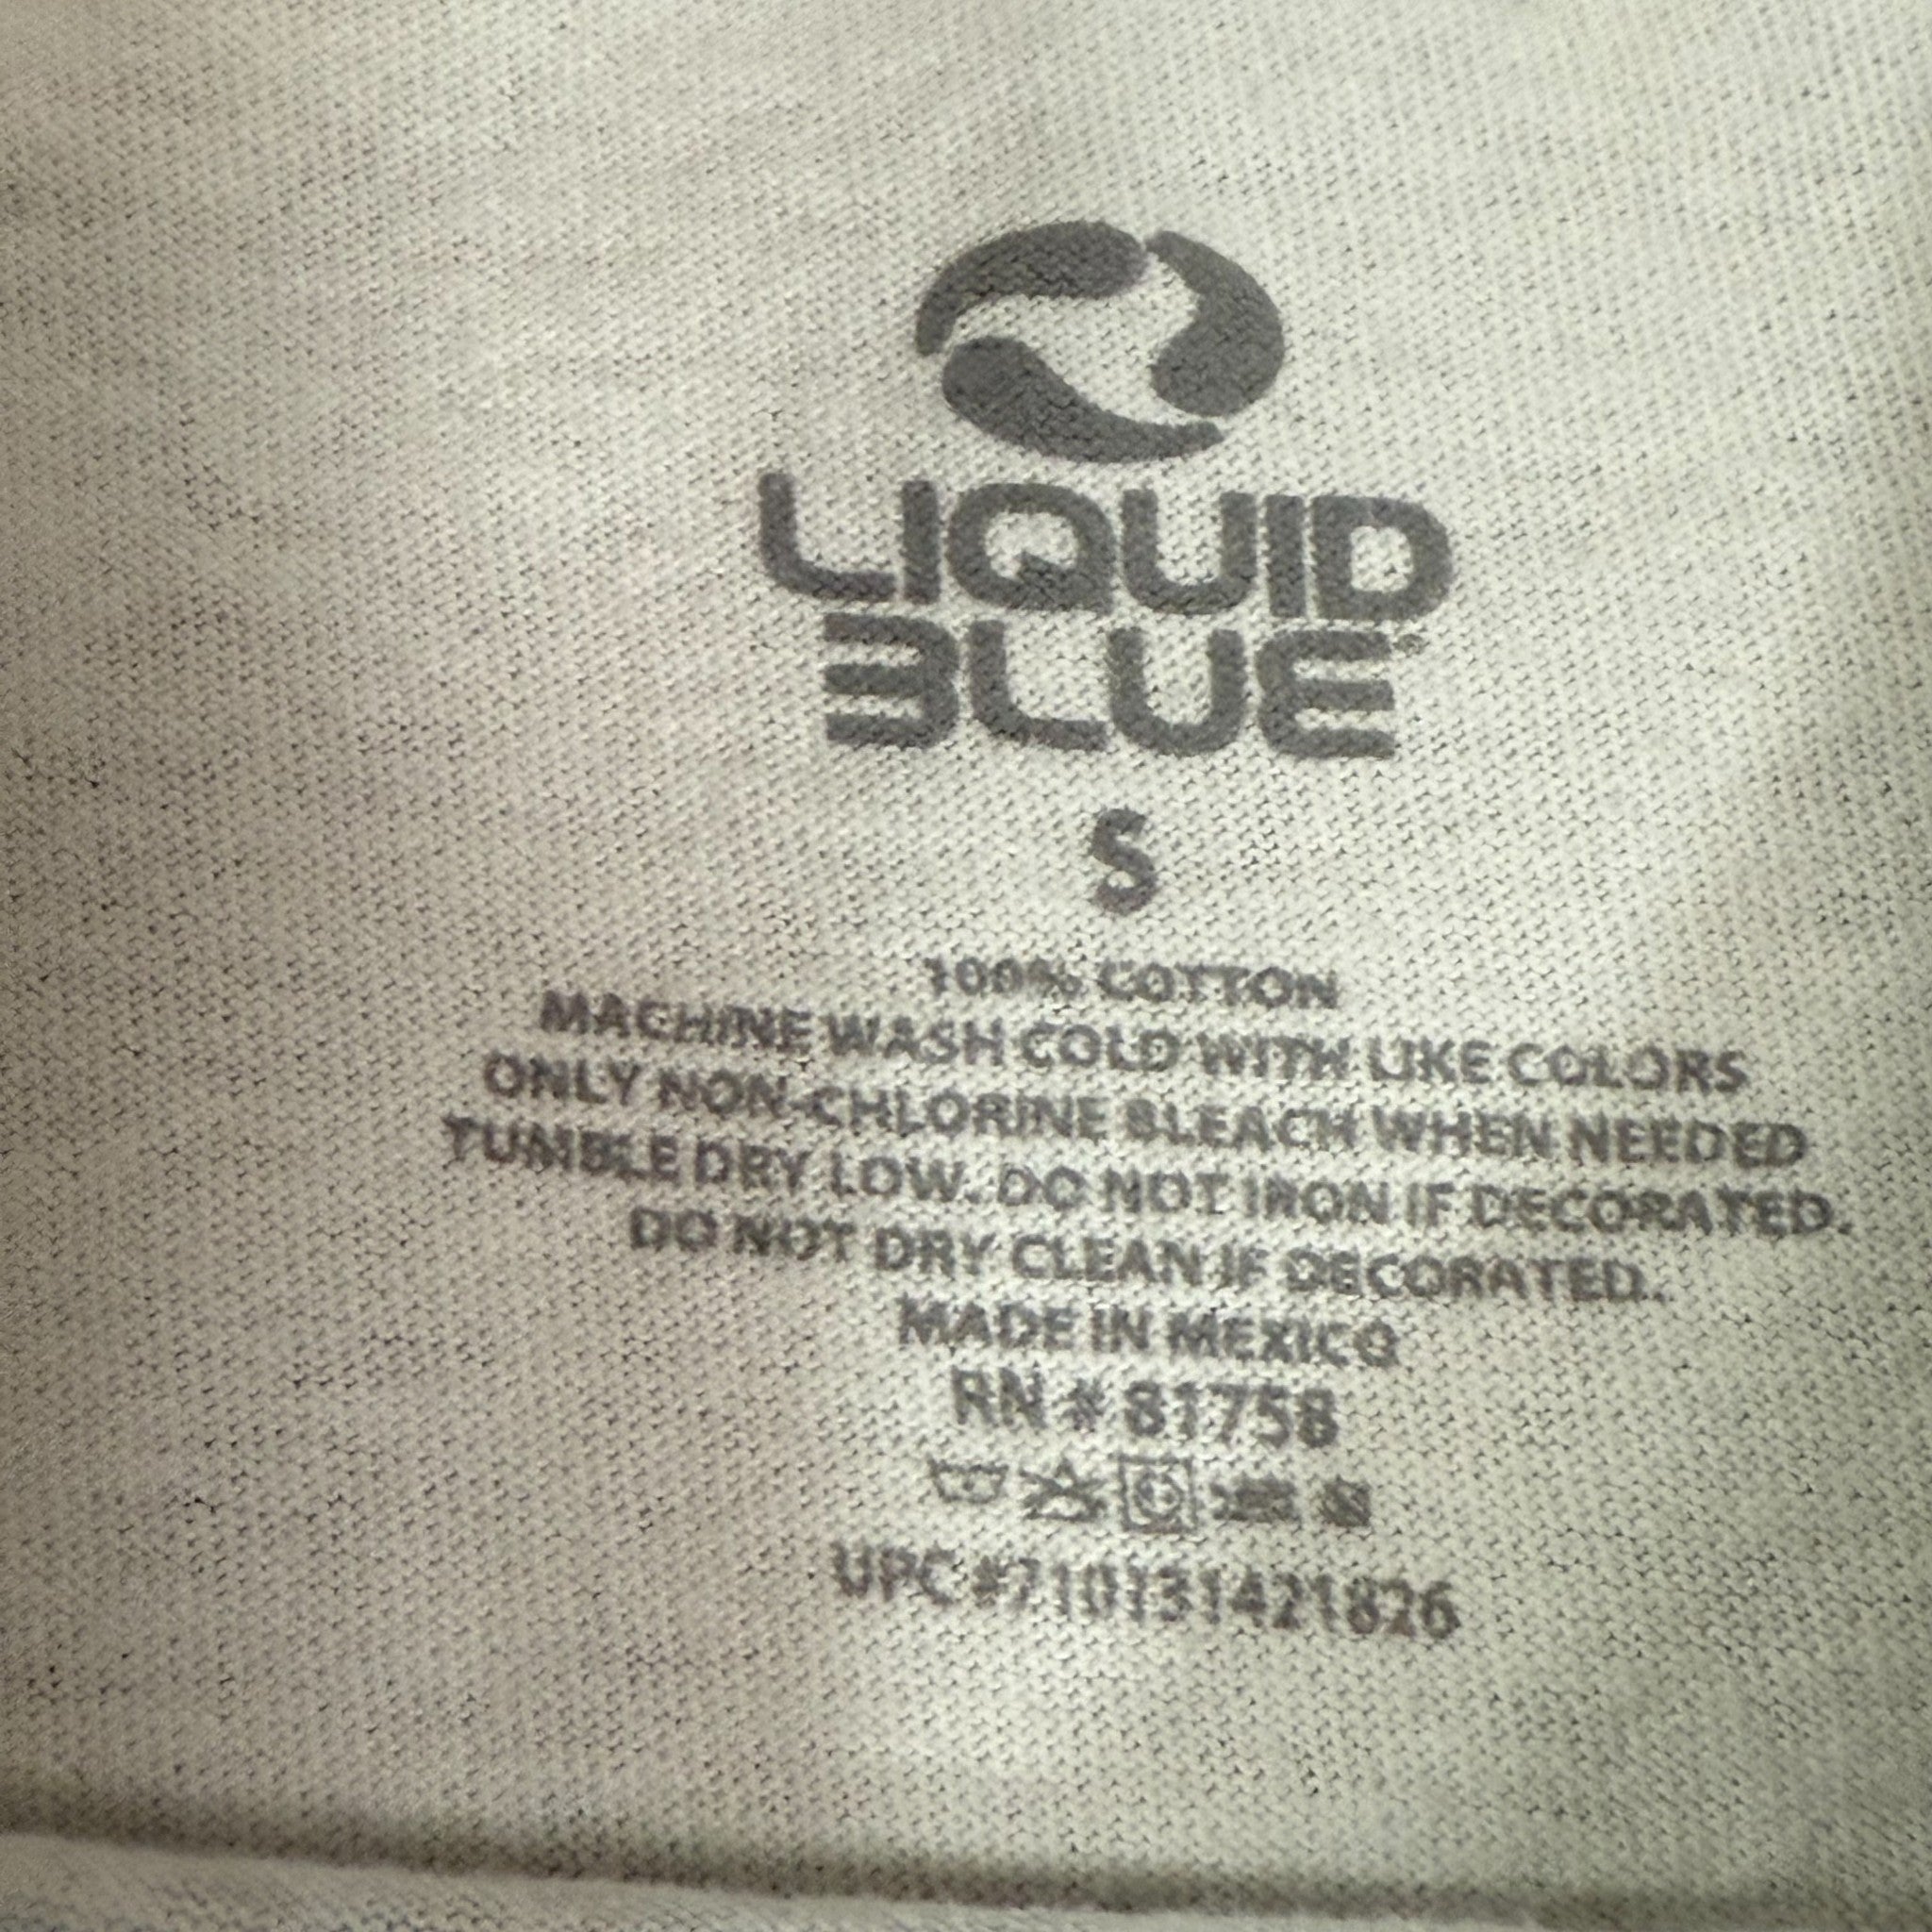 LIQUID
BLUE®
S
100% COTTON
MACHINE WASH COLD WITH LIKE COLORS
ONLY NON-CHLORINE BLEACH WHEN NEEDED
TUMBLE DRY LOW. DO NOT IRON IF DECORATED.
DO NOT DRY CLEAN IF DECORATED.
MADE IN MEXICO
RN # 81758
UPC #710131421826